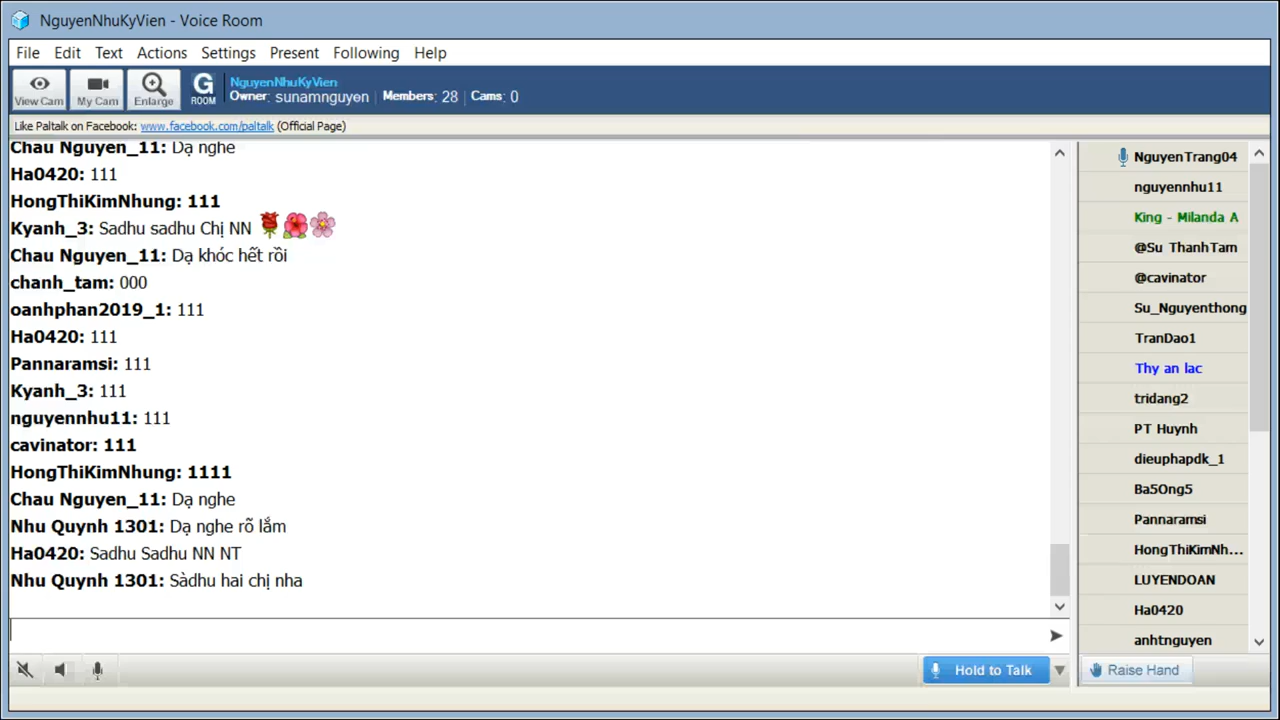 NguyenNhuKyVien - Voice Room
File Edit Text Actions Settings Present Following Help
View Cam
My Cam
Enlarge
G ROOM
NguyenNhuKyVien
Owner: sunamnguyen | Members: 28 | Cams: 0
Like Paltalk on Facebook: www.facebook.com/paltalk (Official Page)
Chau Nguyen_11: Dạ nghe
Ha0420: 111
HongThiKimNhung: 111
Kyanh_3: Sadhu sadhu Chị NN
Chau Nguyen_11: Dạ khóc hết rồi
chanh_tam: 000
oanhphan2019_1: 111
Ha0420: 111
Pannaramsi: 111
Kyanh_3: 111
nguyennhu11: 111
cavinator: 111
HongThiKimNhung: 1111
Chau Nguyen_11: Dạ nghe
Nhu Quynh 1301: Dạ nghe rõ lắm
Ha0420: Sadhu Sadhu NN NT
Nhu Quynh 1301: Sàdhu hai chị nha
NguyenTrang04
nguyennhu11
King - Milanda A
@Su ThanhTam
@cavinator
Su_Nguyenthong
TranDao1
Thy an lac
tridang2
PT Huynh
dieuphapdk_1
Ba5Ong5
Pannaramsi
HongThiKimNh...
LUYENDOAN
Ha0420
anhtnguyen
Hold to Talk
Raise Hand